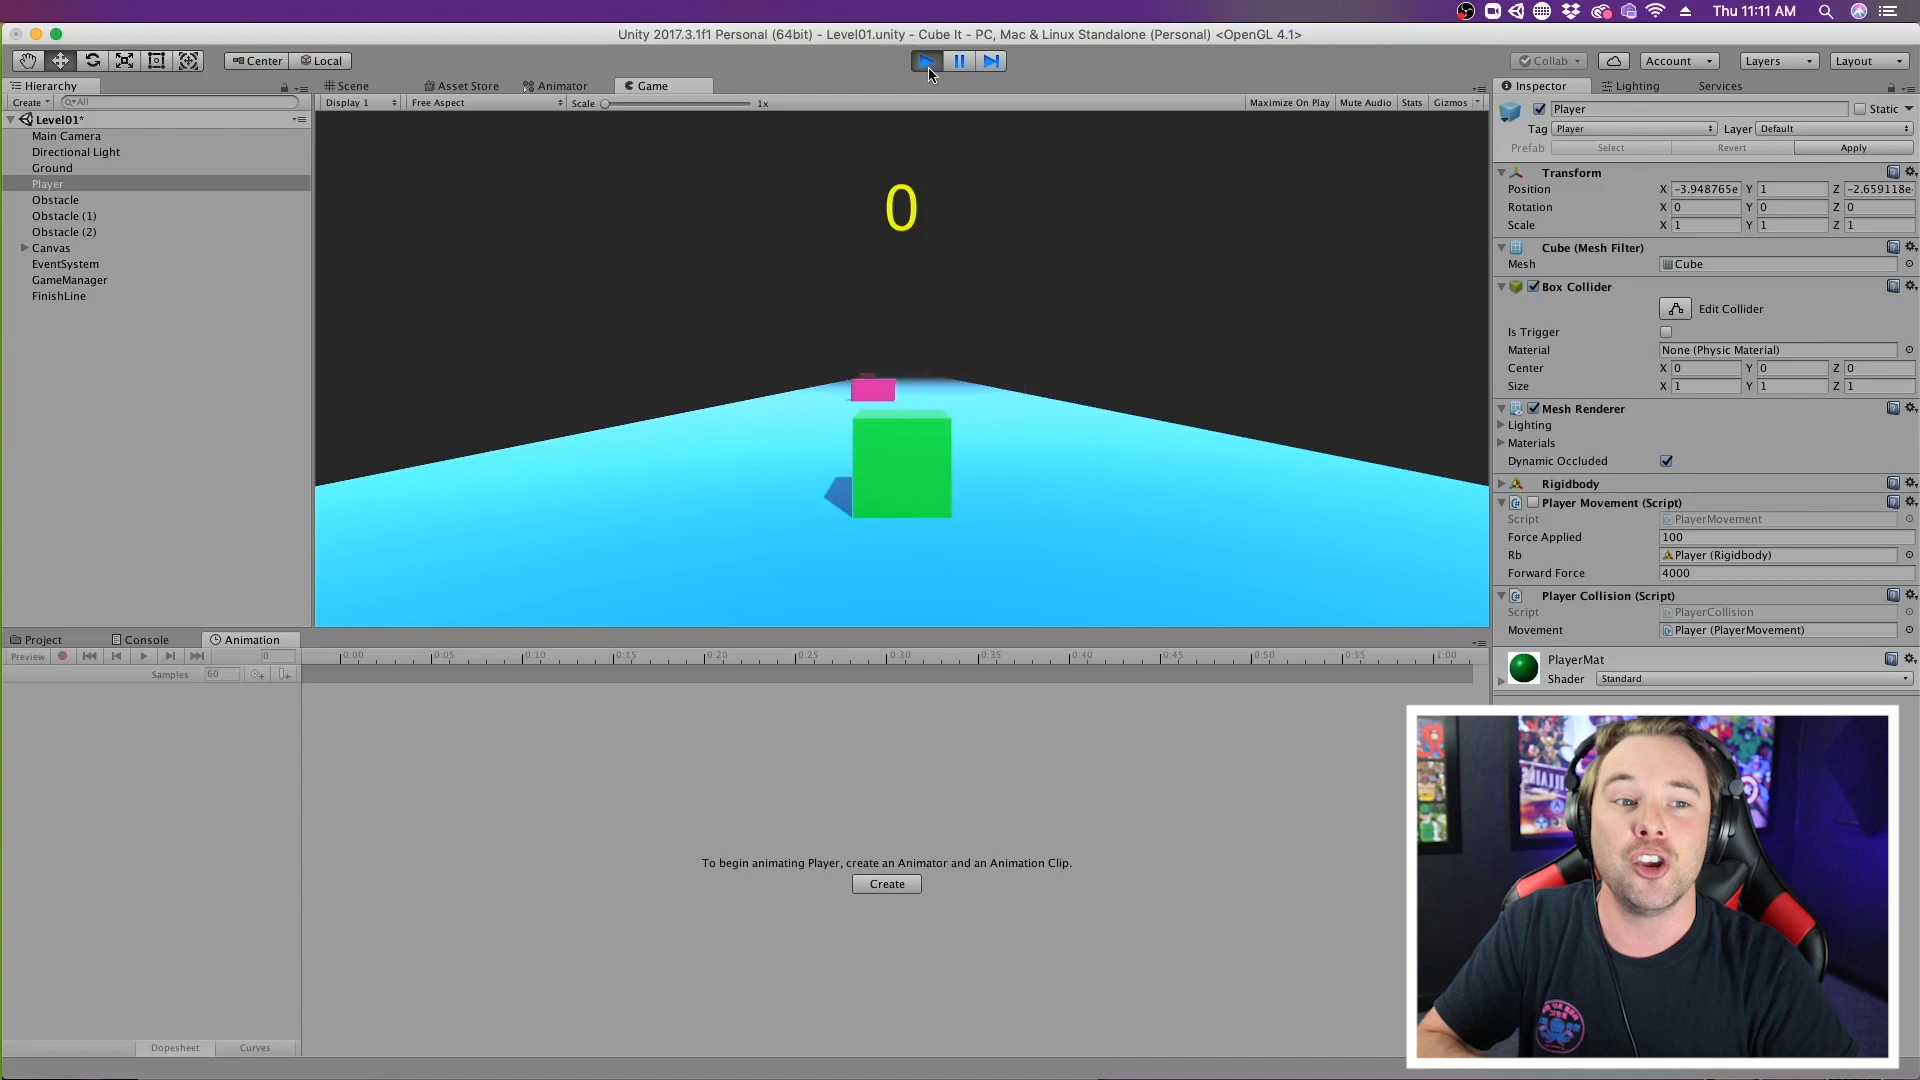 Thu 11:11 AM
Unity 2017.3.1f1 Personal (64bit) - Level01.unity - Cube It - PC, Mac & Linux Standalone (Personal) <OpenGL 4.1>
Center Local
Collab Account Layers Layout
Hierarchy
Scene Asset Store Animator Game
Inspector Lighting Services
Create All
Display 1 Free Aspect Scale 1x Maximize On Play Mute Audio Stats Gizmos
Level01*
Main Camera
Directional Light
Ground
Player
Obstacle
Obstacle (1)
Obstacle (2)
Canvas
EventSystem
GameManager
FinishLine
0
Player Static
Tag Player Layer Default
Prefab Select Revert Apply
Transform
Position X -3.948765e Y 1 Z -2.659118e-
Rotation X 0 Y 0 Z 0
Scale X 1 Y 1 Z 1
Cube (Mesh Filter)
Mesh Cube
Box Collider
Edit Collider
Is Trigger
Material None (Physic Material)
Center X 0 Y 0 Z 0
Size X 1 Y 1 Z 1
Mesh Renderer
Lighting
Materials
Dynamic Occluded
Rigidbody
Player Movement (Script)
Script PlayerMovement
Force Applied 100
Rb Player (Rigidbody)
Forward Force 4000
Player Collision (Script)
Script PlayerCollision
Movement Player (PlayerMovement)
PlayerMat
Shader Standard
Project Console Animation
Preview 0 0:00 0:05 0:10 0:15 0:20 0:25 0:30 0:35 0:40 0:45 0:50 0:55 1:00
Samples 60
To begin animating Player, create an Animator and an Animation Clip.
Create
Dopesheet Curves